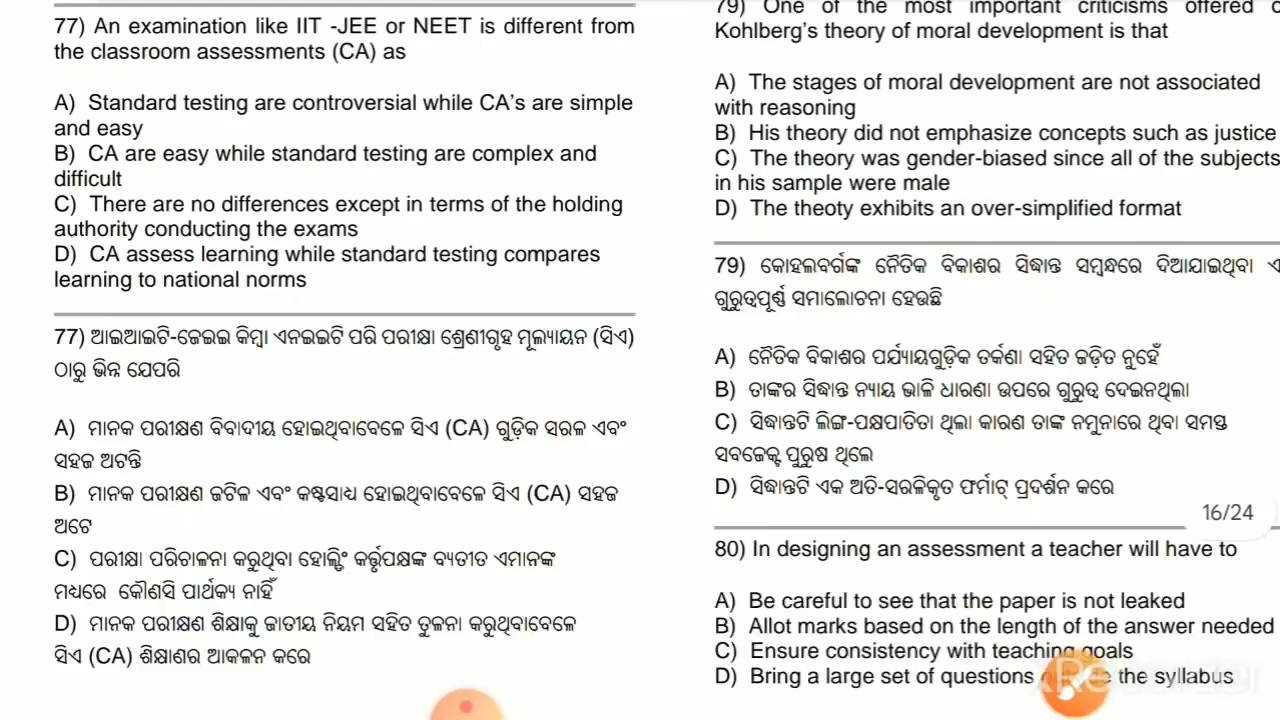 77) An examination like IIT -JEE or NEET is different from
the classroom assessments (CA) as
A) Standard testing are controversial while CA's are simple
and easy
B) CA are easy while standard testing are complex and
difficult
C) There are no differences except in terms of the holding
authority conducting the exams
D) CA assess learning while standard testing compares
learning to national norms
77) ଆଇଆଇଟି-ଜେଇଇ କିମ୍ବା ଏନଇଇଟି ପରି ପରୀକ୍ଷା ଶ୍ରେଣୀଗୃହ ମୂଲ୍ୟାୟନ (ସିଏ)
ଠାରୁ ଭିନ୍ନ ଯେପରି
A) ମାନକ ପରୀକ୍ଷଣ ବିବାଦୀୟ ହୋଇଥିବାବେଳେ ସିଏ (CA) ଗୁଡ଼ିକ ସରଳ ଏବଂ
ସହଜ ଅଟନ୍ତି
B) ମାନକ ପରୀକ୍ଷଣ ଜଟିଳ ଏବଂ କଷ୍ଟସାଧ୍ୟ ହୋଇଥିବାବେଳେ ସିଏ (CA) ସହଜ
ଅଟେ
C) ପରୀକ୍ଷା ପରିଚାଳନା କରୁଥିବା ହୋଲ୍ଡିଂ କର୍ତ୍ତୃପକ୍ଷଙ୍କ ବ୍ୟତୀତ ଏମାନଙ୍କ
ମଧ୍ୟରେ କୌଣସି ପାର୍ଥକ୍ୟ ନାହିଁ
D) ମାନକ ପରୀକ୍ଷଣ ଶିକ୍ଷାକୁ ଜାତୀୟ ନିୟମ ସହିତ ତୁଳନା କରୁଥିବାବେଳେ
ସିଏ (CA) ଶିକ୍ଷାଣର ଆକଳନ କରେ
79) One of the most important criticisms offered
Kohlberg's theory of moral development is that
A) The stages of moral development are not associated
with reasoning
B) His theory did not emphasize concepts such as justice
C) The theory was gender-biased since all of the subjects
in his sample were male
D) The theoty exhibits an over-simplified format
79) କୋହଲବର୍ଗଙ୍କ ନୈତିକ ବିକାଶର ସିଦ୍ଧାନ୍ତ ସମ୍ବନ୍ଧରେ ଦିଆଯାଇଥିବା
ଗୁରୁତ୍ୱପୂର୍ଣ୍ଣ ସମାଲୋଚନା ହେଉଛି
A) ନୈତିକ ବିକାଶର ପର୍ଯ୍ୟାୟଗୁଡ଼ିକ ତର୍କଣା ସହିତ ଜଡ଼ିତ ନୁହେଁ
B) ତାଙ୍କର ସିଦ୍ଧାନ୍ତ ନ୍ୟାୟ ଭାଳି ଧାରଣା ଉପରେ ଗୁରୁତ୍ୱ ଦେଇନଥିଲା
C) ସିଦ୍ଧାନ୍ତଟି ଲିଙ୍ଗ-ପକ୍ଷପାତିତା ଥିଲା କାରଣ ତାଙ୍କ ନମୁନାରେ ଥିବା ସମସ୍ତ
ସବଜେକ୍ଟ ପୁରୁଷ ଥିଲେ
D) ସିଦ୍ଧାନ୍ତଟି ଏକ ଅତି-ସରଳିକୃତ ଫର୍ମାଟ୍ ପ୍ରଦର୍ଶନ କରେ
16/24
80) In designing an assessment a teacher will have to
A) Be careful to see that the paper is not leaked
B) Allot marks based on the length of the answer needed
C) Ensure consistency with teaching goals
D) Bring a large set of questions the syllabus